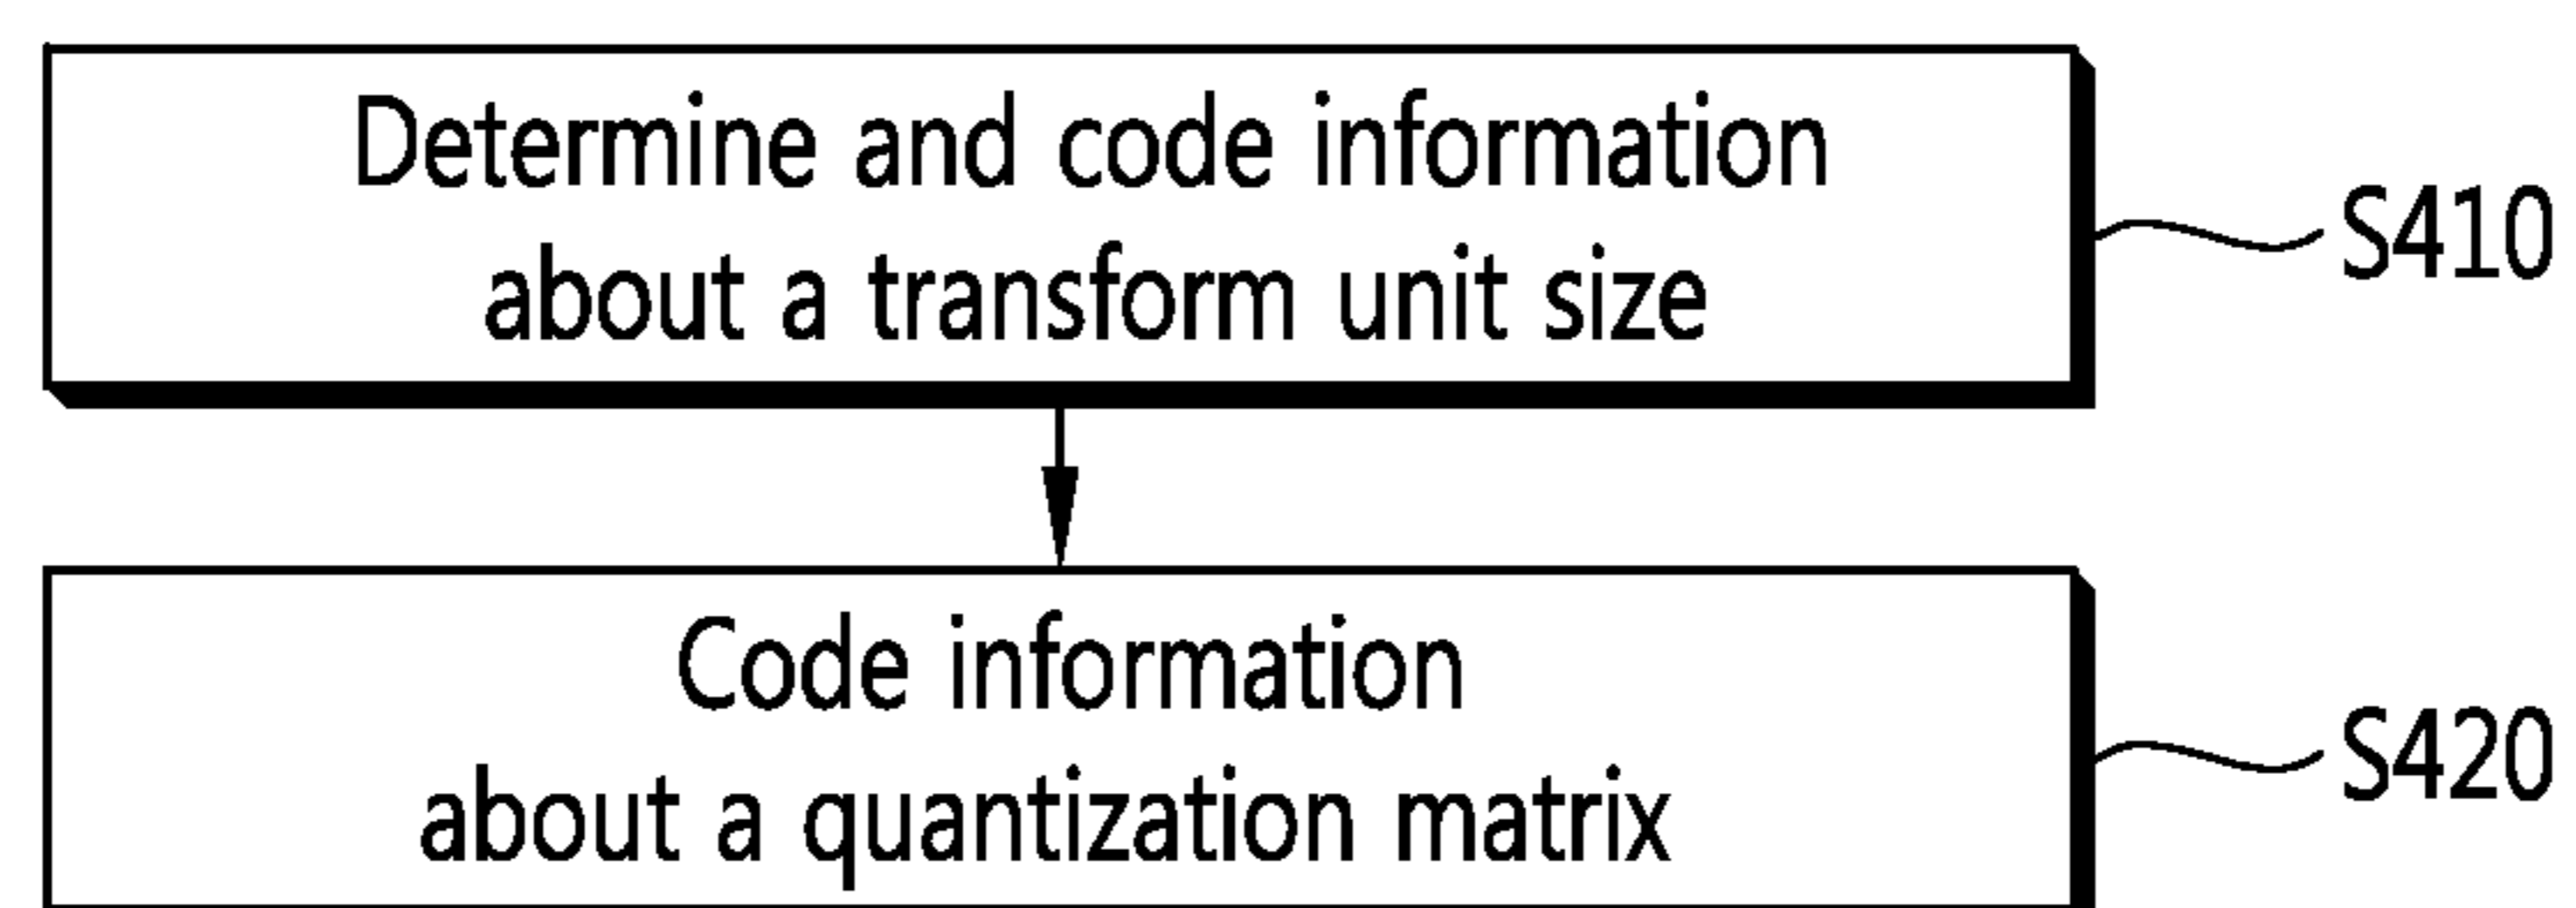 Determine and code information
about a transform unit size
S410
Code information
about a quantization matrix
S420